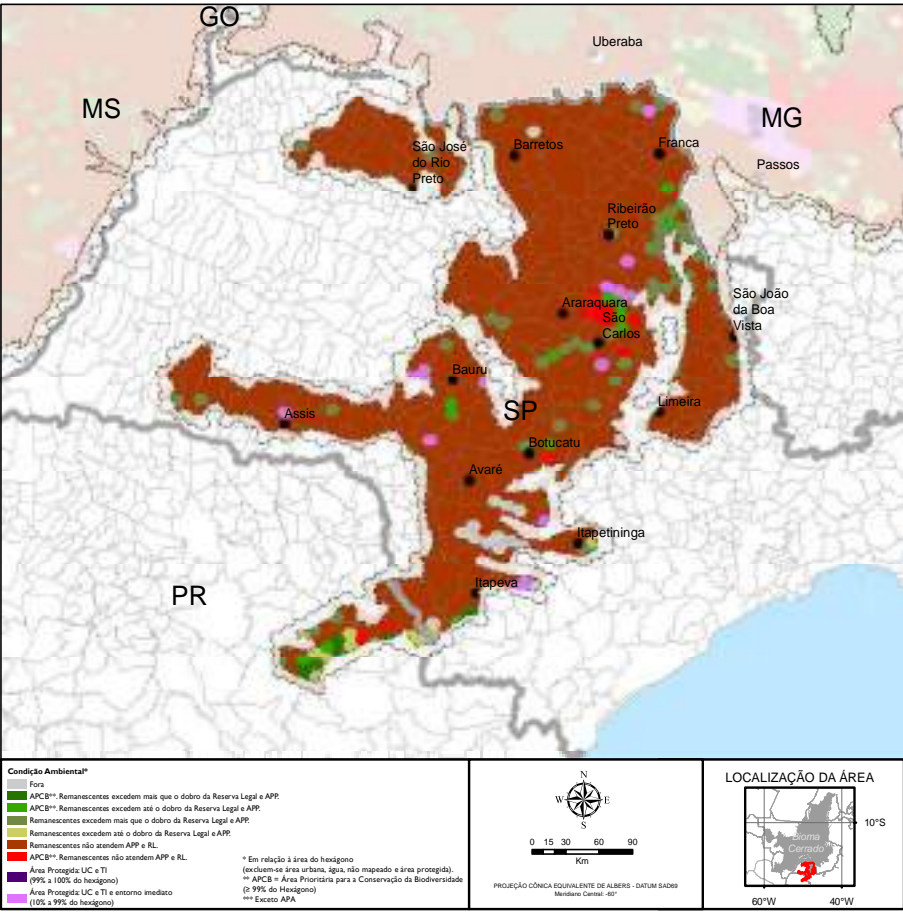 GO
Uberaba
MS
MG
São José
do Rio
Preto
Barretos
Franca
Passos
Ribeirão
Preto
São João
da Boa
Vista
Araraquara
São
Carlos
Bauru
SP
Limeira
Assis
Botucatu
Avaré
Itapetininga
PR
Itapeva
Condição Ambiental*
Fora
APCB**. Remanescentes excedem mais que o dobro da Reserva Legal e APP.
APCB**. Remanescentes excedem até o dobro da Reserva Legal e APP.
Remanescentes excedem mais que o dobro da Reserva Legal e APP.
Remanescentes excedem até o dobro da Reserva Legal e APP.
Remanescentes não atendem APP e RL.
APCB**. Remanescentes não atendem APP e RL.
Área Protegida: UC e TI
(99% a 100% do hexágono)
Área Protegida: UC e TI e entorno imediato
(10% a 99% do hexágono)
* Em relação à área do hexágono
(excluem-se área urbana, água, não mapeado e área protegida).
** APCB = Área Prioritária para a Conservação da Biodiversidade
(≥ 99% do Hexágono)
*** Exceto APA
N
W E
S
0 15 30 60 90
Km
PROJEÇÃO CÔNICA EQUIVALENTE DE ALBERS - DATUM SAD69
Meridiano Central: -60°
LOCALIZAÇÃO DA ÁREA
Bioma
Cerrado
10°S
60°W 40°W